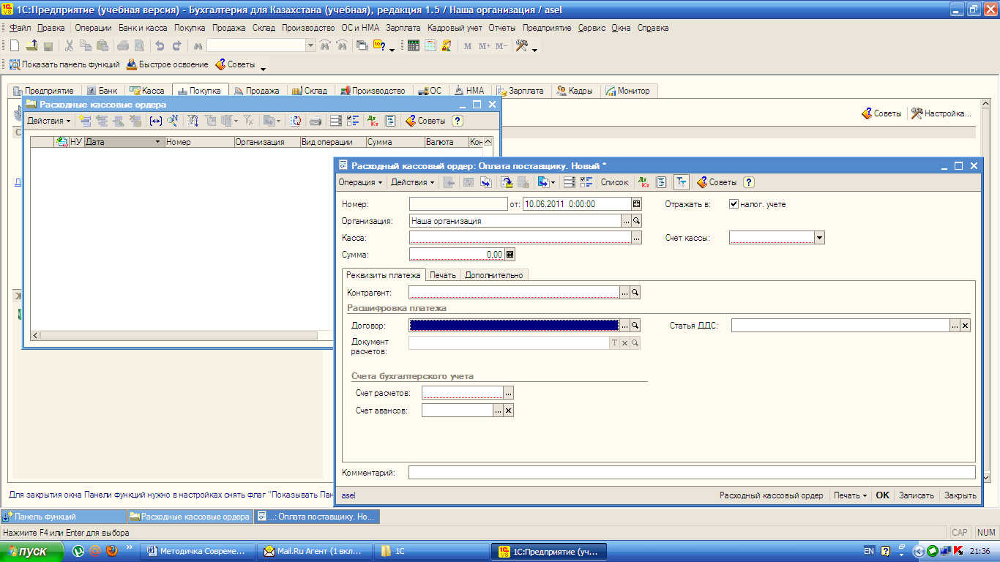 1С:Предприятие (учебная версия) - Бухгалтерия для Казахстана (учебная), редакция 1.5 / Наша организация / asel
Файл Правка Операции Банк и касса Покупка Продажа Склад Производство ОС и НМА Зарплата Кадровый учет Отчеты Предприятие Сервис Окна Справка
M M+ M-
Показать панель функций Быстрое освоение Советы
Предприятие Банк Касса Покупка Продажа Склад Производство ОС НМА Зарплата Кадры Монитор
Советы Настройка...
Расходные кассовые ордера
Действия Дт Кт Советы ?
НУ Дата Номер Организация Вид операции Сумма Валюта Кон
Расходный кассовый ордер: Оплата поставщику. Новый *
Операция Действия Список Дт Кт Советы ?
Номер: от: 10.06.2011 0:00:00 Отражать в: налог. учете
Организация: Наша организация
Касса: Счет кассы:
Сумма: 0,00
Реквизиты платежа Печать Дополнительно
Контрагент:
Расшифровка платежа
Договор: Статья ДДС:
Документ
расчетов:
Счета бухгалтерского учета
Счет расчетов:
Счет авансов:
Комментарий:
asel Расходный кассовый ордер Печать OK Записать Закрыть
Для закрытия окна Панели функций нужно в настройках снять флаг "Показывать Пан
Панель функций Расходные кассовые ордера ...: Оплата поставщику. Но...
Нажмите F4 или Enter для выбора CAP NUM
пуск Методичка Совреме... Mail.Ru Агент (1 вкл... 1С 1С:Предприятие (уч... EN 21:36